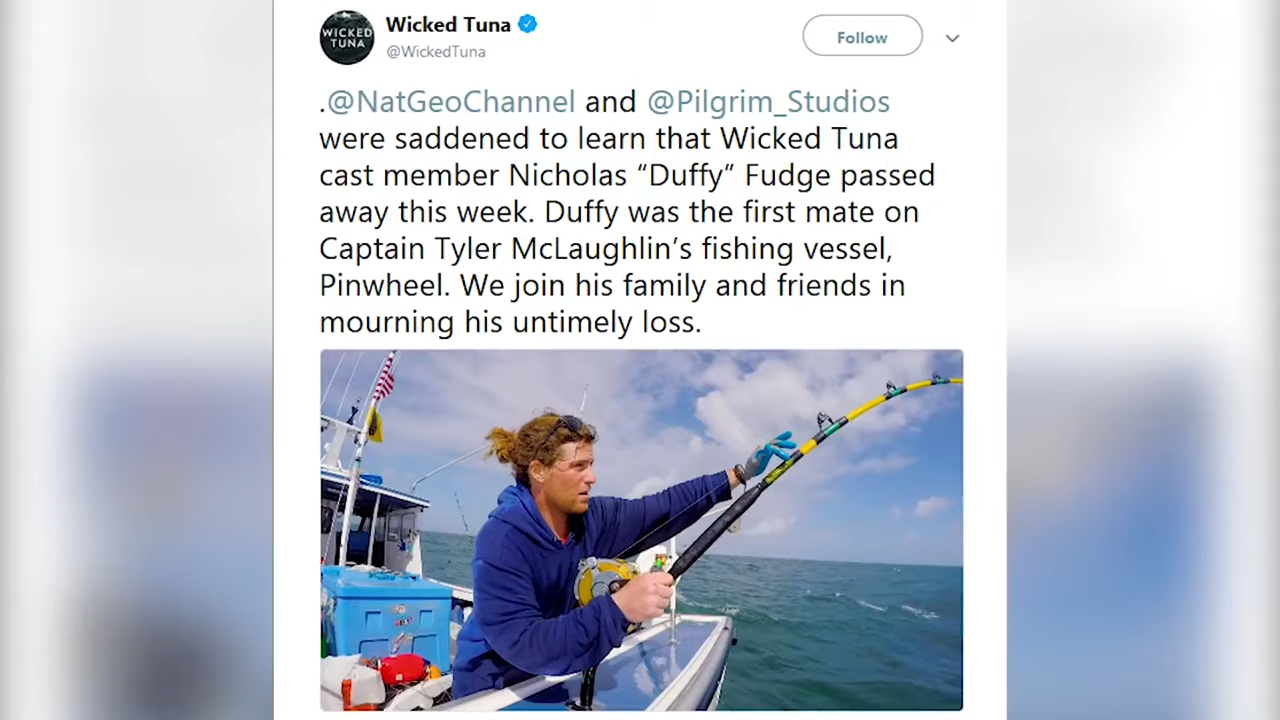 WICKED
TUNA
Wicked Tuna
@WickedTuna
Follow
.@NatGeoChannel and @Pilgrim_Studios
were saddened to learn that Wicked Tuna
cast member Nicholas “Duffy” Fudge passed
away this week. Duffy was the first mate on
Captain Tyler McLaughlin’s fishing vessel,
Pinwheel. We join his family and friends in
mourning his untimely loss.